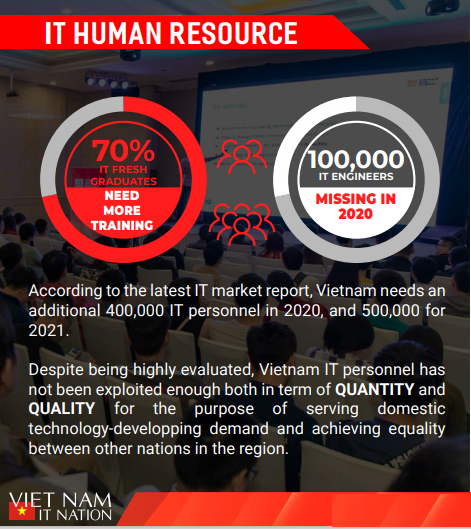 IT HUMAN RESOURCE
70%
IT FRESH
GRADUATES
NEED
MORE
TRAINING
100,000
IT ENGINEERS
MISSING IN
2020
According to the latest IT market report, Vietnam needs an
additional 400,000 IT personnel in 2020, and 500,000 for
2021.
Despite being highly evaluated, Vietnam IT personnel has
not been exploited enough both in term of QUANTITY and
QUALITY for the purpose of serving domestic
technology-developping demand and achieving equality
between other nations in the region.
VIET NAM
IT NATION